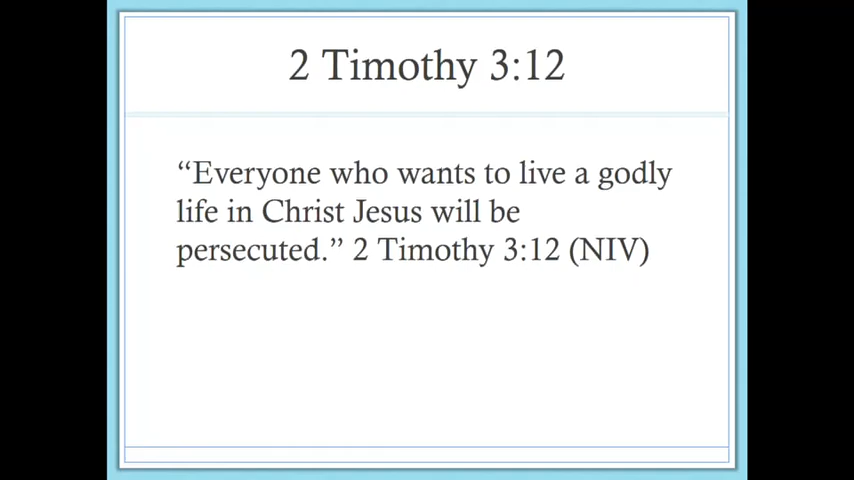 2 Timothy 3:12
“Everyone who wants to live a godly
life in Christ Jesus will be
persecuted.” 2 Timothy 3:12 (NIV)